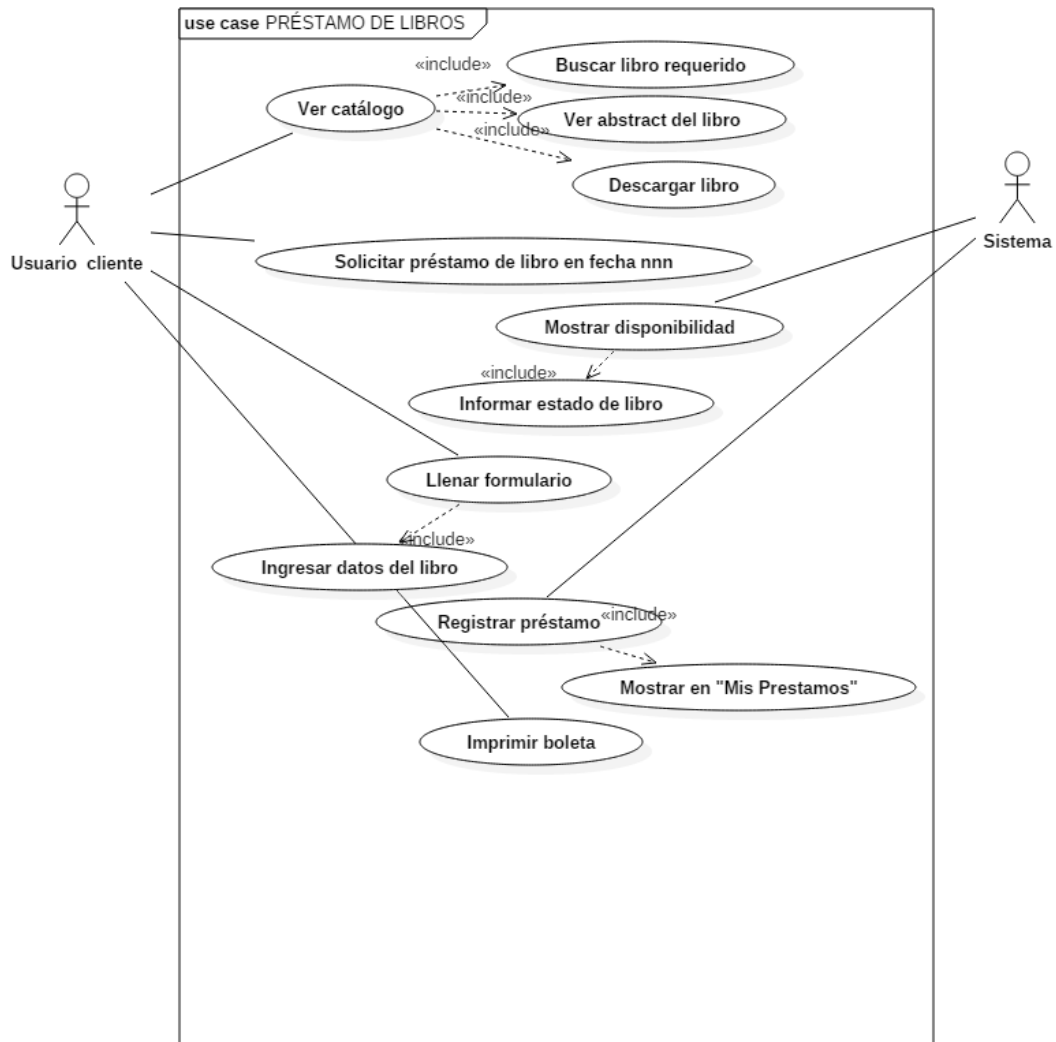 use case PRÉSTAMO DE LIBROS
«include»
Buscar libro requerido
Ver catálogo
«include»
Ver abstract del libro
«include»
Descargar libro
Usuario cliente
Sistema
Solicitar préstamo de libro en fecha nnn
Mostrar disponibilidad
«include»
Informar estado de libro
Llenar formulario
«include»
Ingresar datos del libro
Registrar préstamo
«include»
Mostrar en "Mis Prestamos"
Imprimir boleta